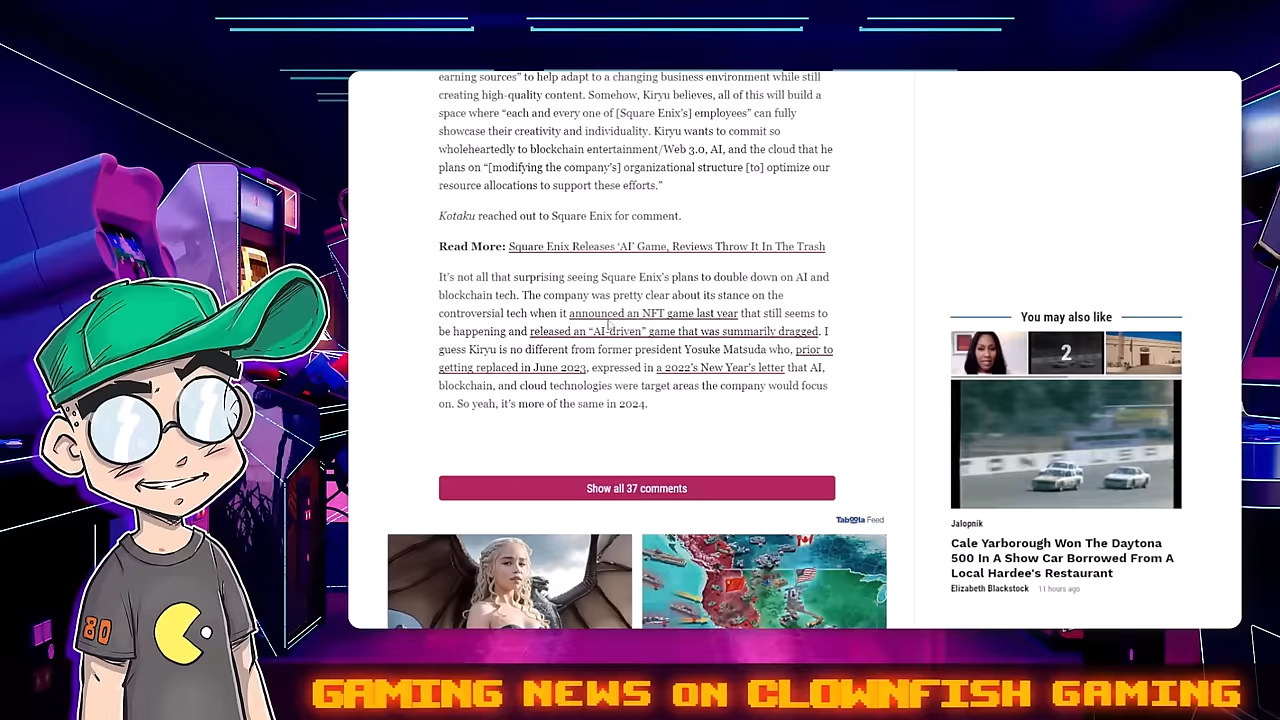 earning sources” to help adapt to a changing business environment while still
creating high-quality content. Somehow, Kiryu believes, all of this will build a
space where “each and every one of [Square Enix’s] employees” can fully
showcase their creativity and individuality. Kiryu wants to commit so
wholeheartedly to blockchain entertainment/Web 3.0, AI, and the cloud that he
plans on “[modifying the company’s] organizational structure [to] optimize our
resource allocations to support these efforts.”
Kotaku reached out to Square Enix for comment.
Read More: Square Enix Releases ‘AI’ Game, Reviews Throw It In The Trash
It’s not all that surprising seeing Square Enix’s plans to double down on AI and
blockchain tech. The company was pretty clear about its stance on the
controversial tech when it announced an NFT game last year that still seems to
be happening and released an “AI-driven” game that was summarily dragged. I
guess Kiryu is no different from former president Yosuke Matsuda who, prior to
getting replaced in June 2023, expressed in a 2022’s New Year’s letter that AI,
blockchain, and cloud technologies were target areas the company would focus
on. So yeah, it’s more of the same in 2024.
Show all 37 comments
Taboola Feed
You may also like
2
Jalopnik
Cale Yarborough Won The Daytona
500 In A Show Car Borrowed From A
Local Hardee's Restaurant
Elizabeth Blackstock 11 hours ago
80
GAMING NEWS ON CLOWNFISH GAMING